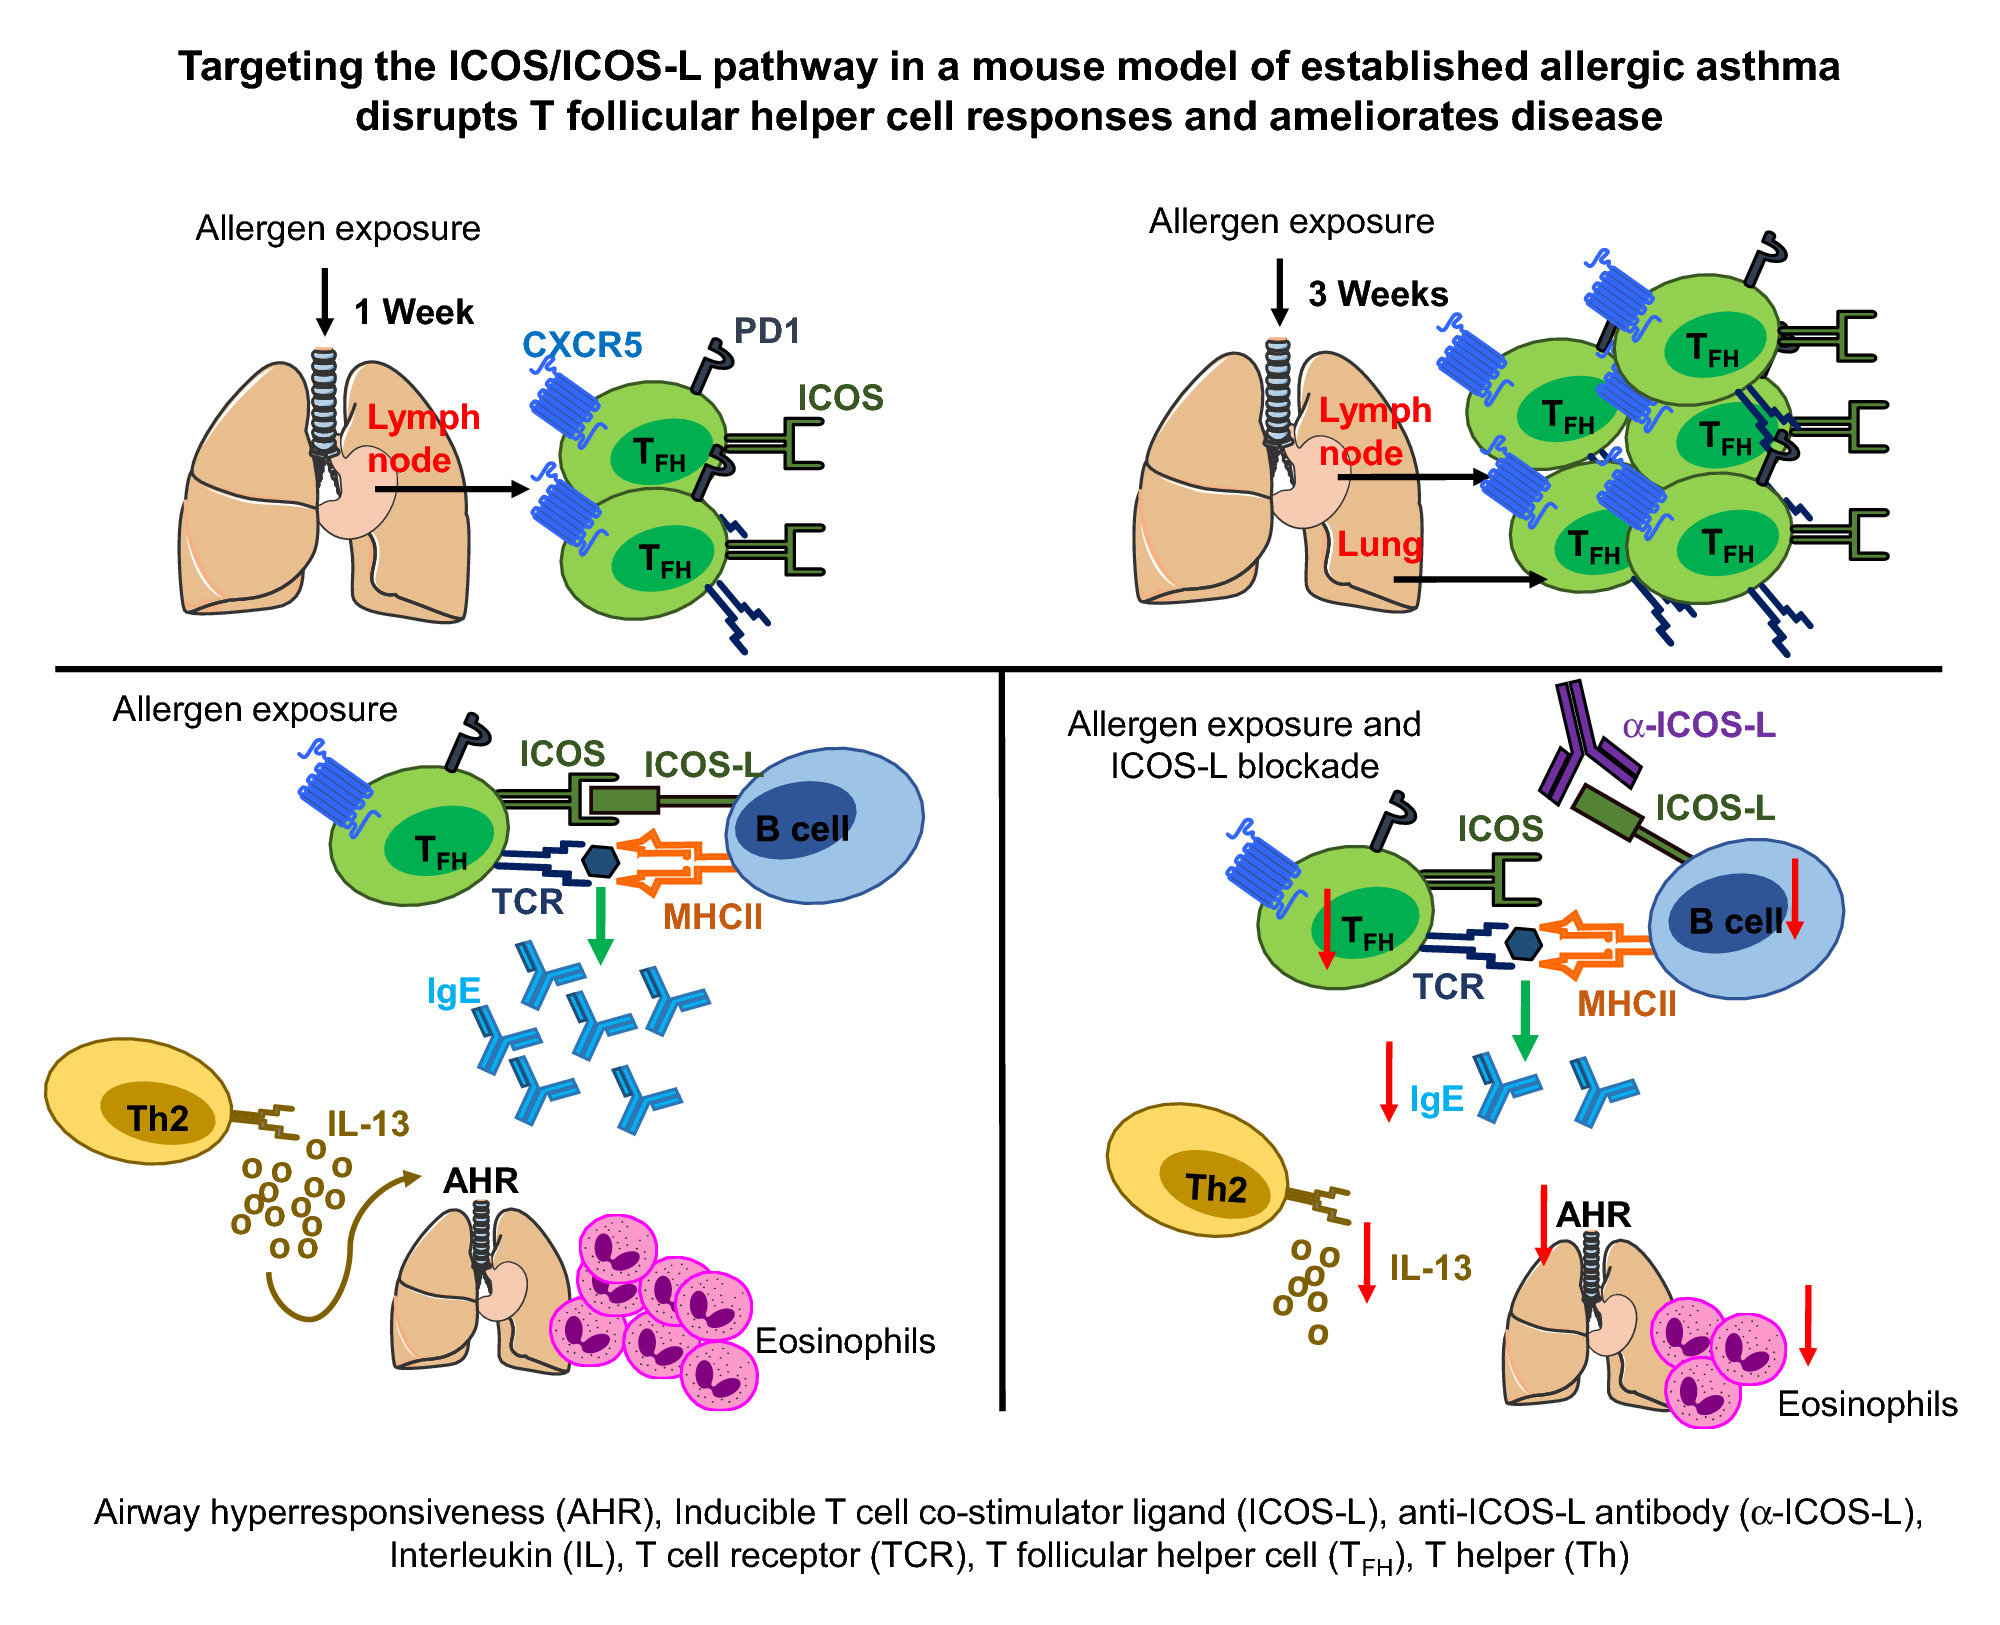 Targeting the ICOS/ICOS-L pathway in a mouse model of established allergic asthma
disrupts T follicular helper cell responses and ameliorates disease
Allergen exposure
1 Week
CXCR5
PD1
ICOS
Lymph
node
TFH
TFH
Allergen exposure
3 Weeks
Lymph
node
Lung
TFH
TFH
TFH
TFH
TFH
Allergen exposure
ICOS
ICOS-L
TFH
B cell
TCR
MHCII
IgE
Th2
IL-13
AHR
Eosinophils
Allergen exposure and
ICOS-L blockade
α-ICOS-L
ICOS-L
ICOS
TFH
B cell
TCR
MHCII
IgE
Th2
IL-13
AHR
Eosinophils
Airway hyperresponsiveness (AHR), Inducible T cell co-stimulator ligand (ICOS-L), anti-ICOS-L antibody (α-ICOS-L),
Interleukin (IL), T cell receptor (TCR), T follicular helper cell (TFH), T helper (Th)